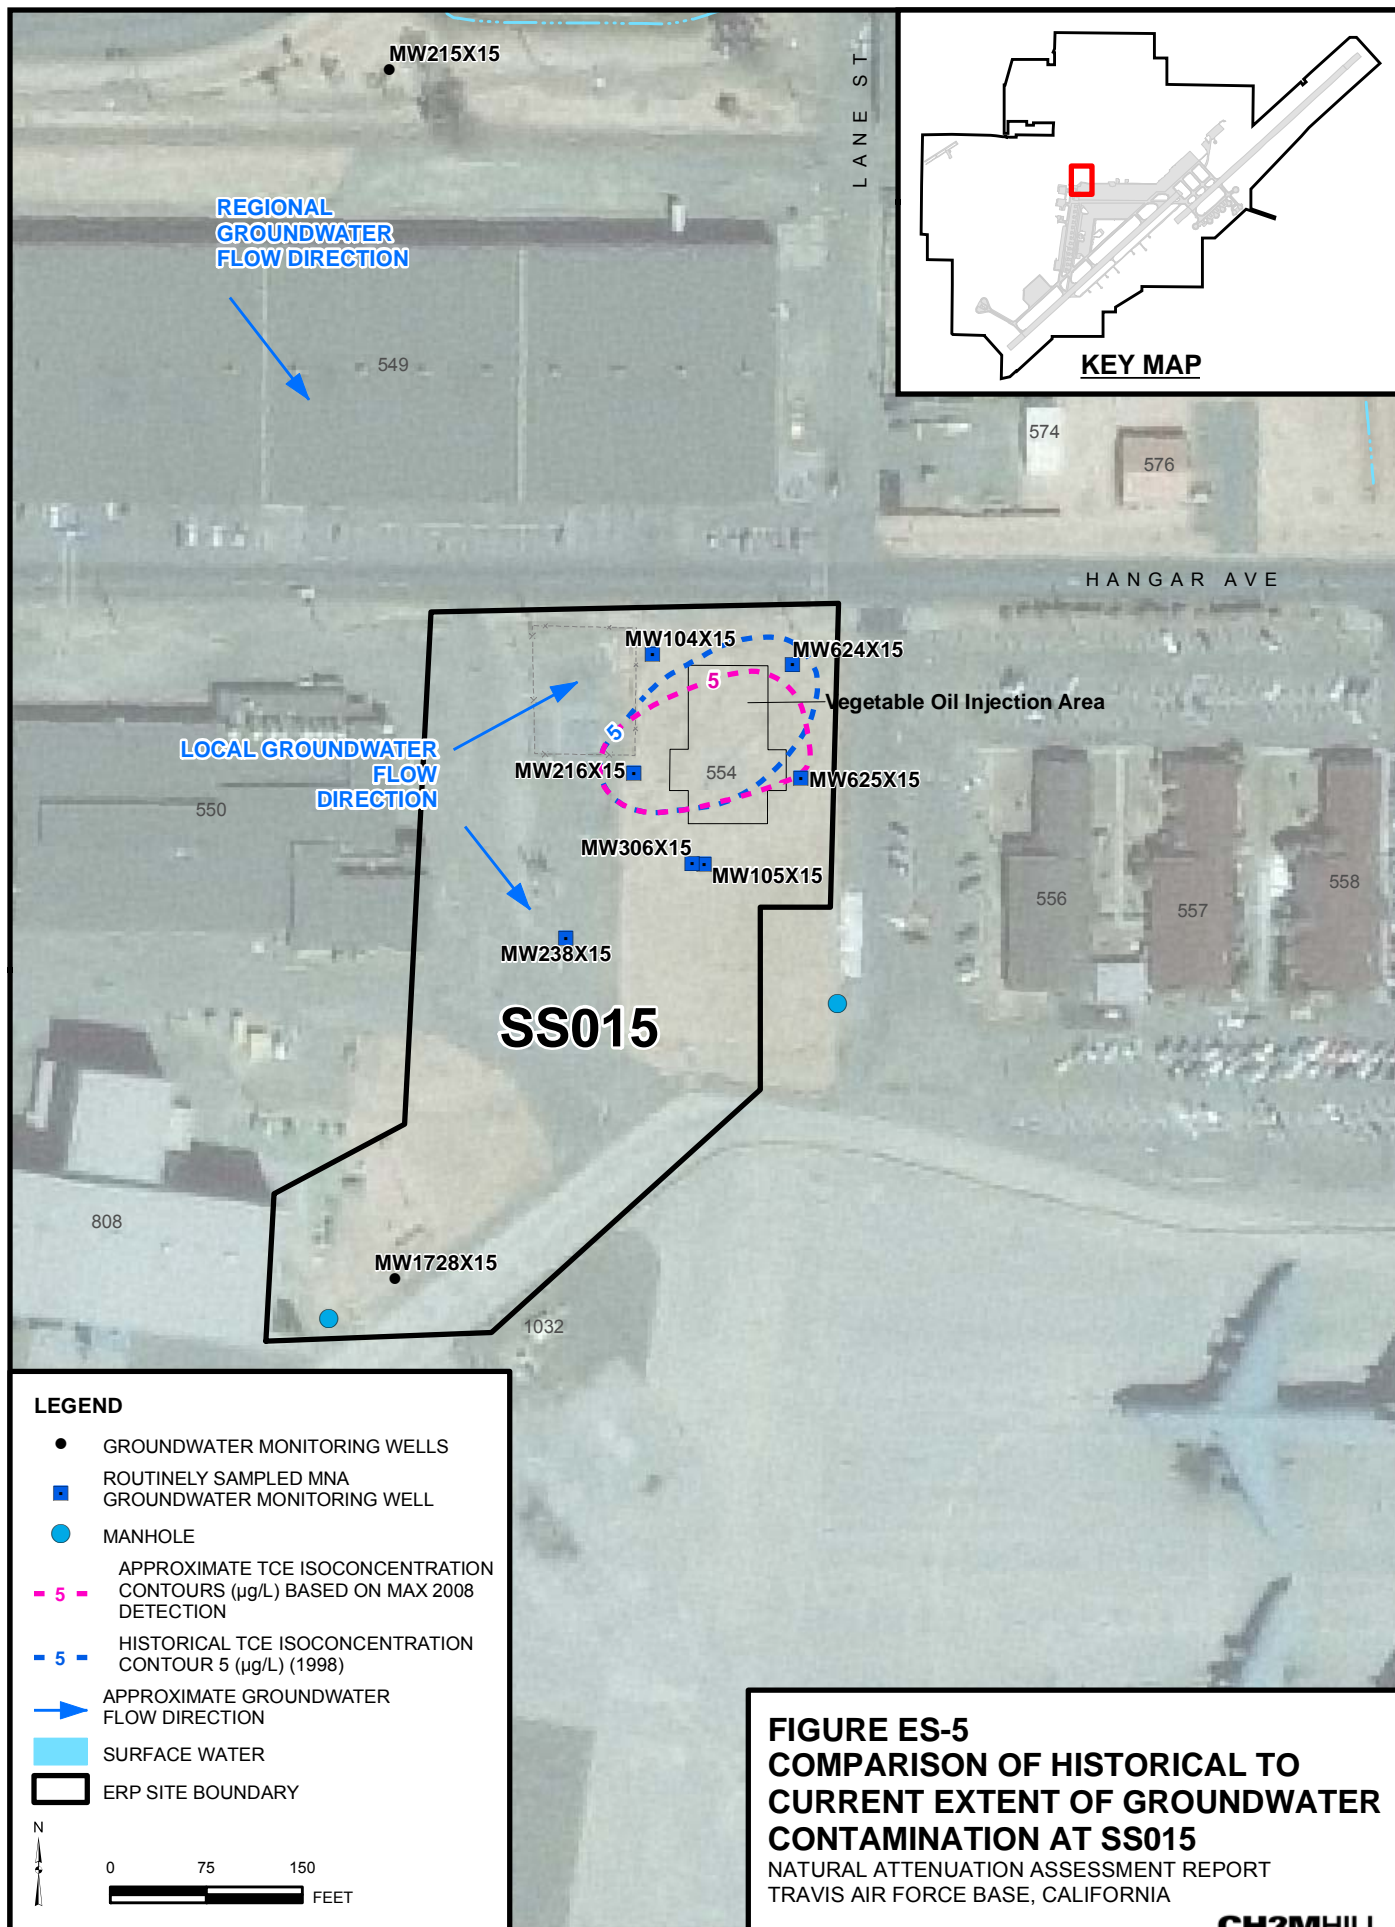 MW215X15
LANE ST
REGIONAL
GROUNDWATER
FLOW DIRECTION
549
KEY MAP
574
576
HANGAR AVE
MW104X15
MW624X15
5
5
Vegetable Oil Injection Area
LOCAL GROUNDWATER
FLOW
DIRECTION
MW216X15
554
MW625X15
550
MW306X15
MW105X15
556
557
558
MW238X15
SS015
808
MW1728X15
1032
LEGEND
GROUNDWATER MONITORING WELLS
ROUTINELY SAMPLED MNA
GROUNDWATER MONITORING WELL
MANHOLE
5
APPROXIMATE TCE ISOCONCENTRATION
CONTOURS (µg/L) BASED ON MAX 2008
DETECTION
5
HISTORICAL TCE ISOCONCENTRATION
CONTOUR 5 (µg/L) (1998)
APPROXIMATE GROUNDWATER
FLOW DIRECTION
SURFACE WATER
ERP SITE BOUNDARY
N
0 75 150
FEET
FIGURE ES-5
COMPARISON OF HISTORICAL TO
CURRENT EXTENT OF GROUNDWATER
CONTAMINATION AT SS015
NATURAL ATTENUATION ASSESSMENT REPORT
TRAVIS AIR FORCE BASE, CALIFORNIA
CH2MHILL